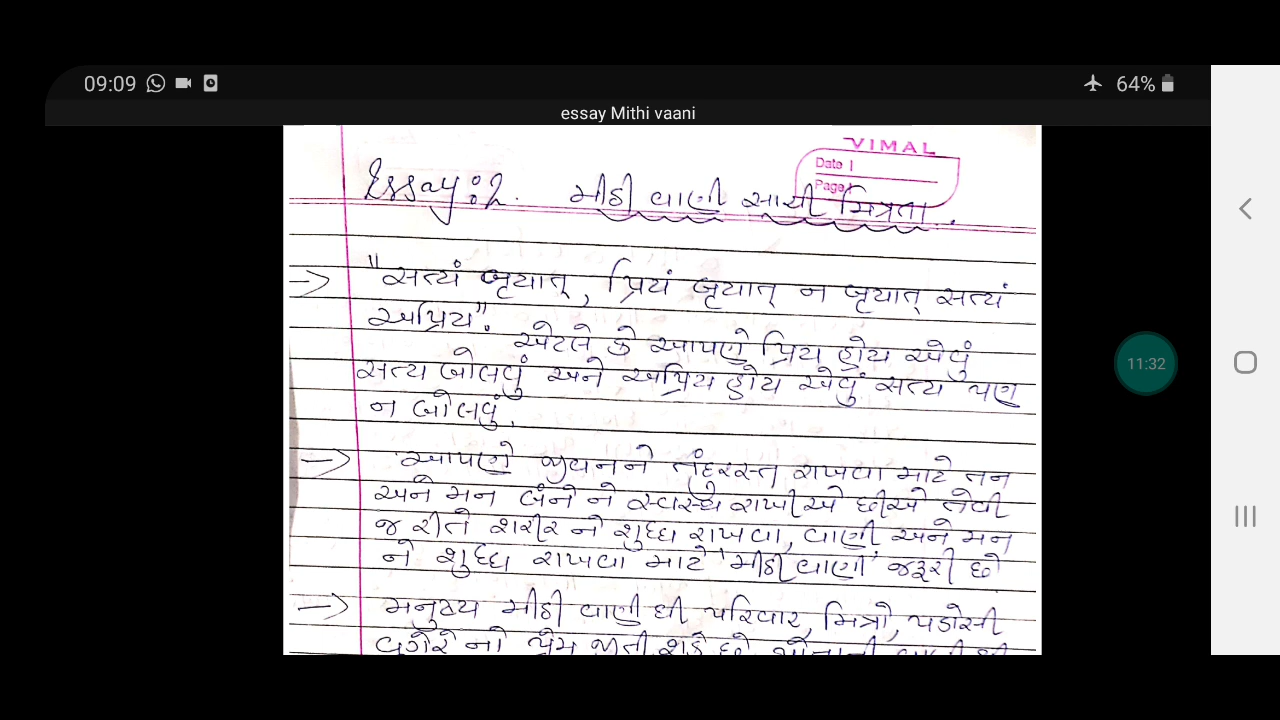 09:09
64%
essay Mithi vaani
VIMAL
Date
Page
Essay:2. મીઠી વાણી સાચી મિત્રતા.
→ "સત્યં બૃયાત્, પ્રિયં બૃયાત્ ન બૃયાત્ સત્યં
અપ્રિય".
એટલે કે આપણે પ્રિય હોય એવું
સત્ય બોલવું અને અપ્રિય હોય એવું સત્ય પણ
ન બોલવું.
→ આપણે જીવનને તંદુરસ્ત રાખવા માટે તન
અને મન બંને ને સ્વસ્થ રાખીએ છીએ તેવી
જ રીતે શરીર ને શુધ્ધ રાખવા, વાણી અને મન
ને શુધ્ધ રાખવા માટે 'મીઠી વાણી' જરૂરી છે
→ મનુષ્ય મીઠી વાણી થી પરિવાર, મિત્રો, પડોસી
વગેરે નો પ્રેમ જીતી શકે છે
11:32